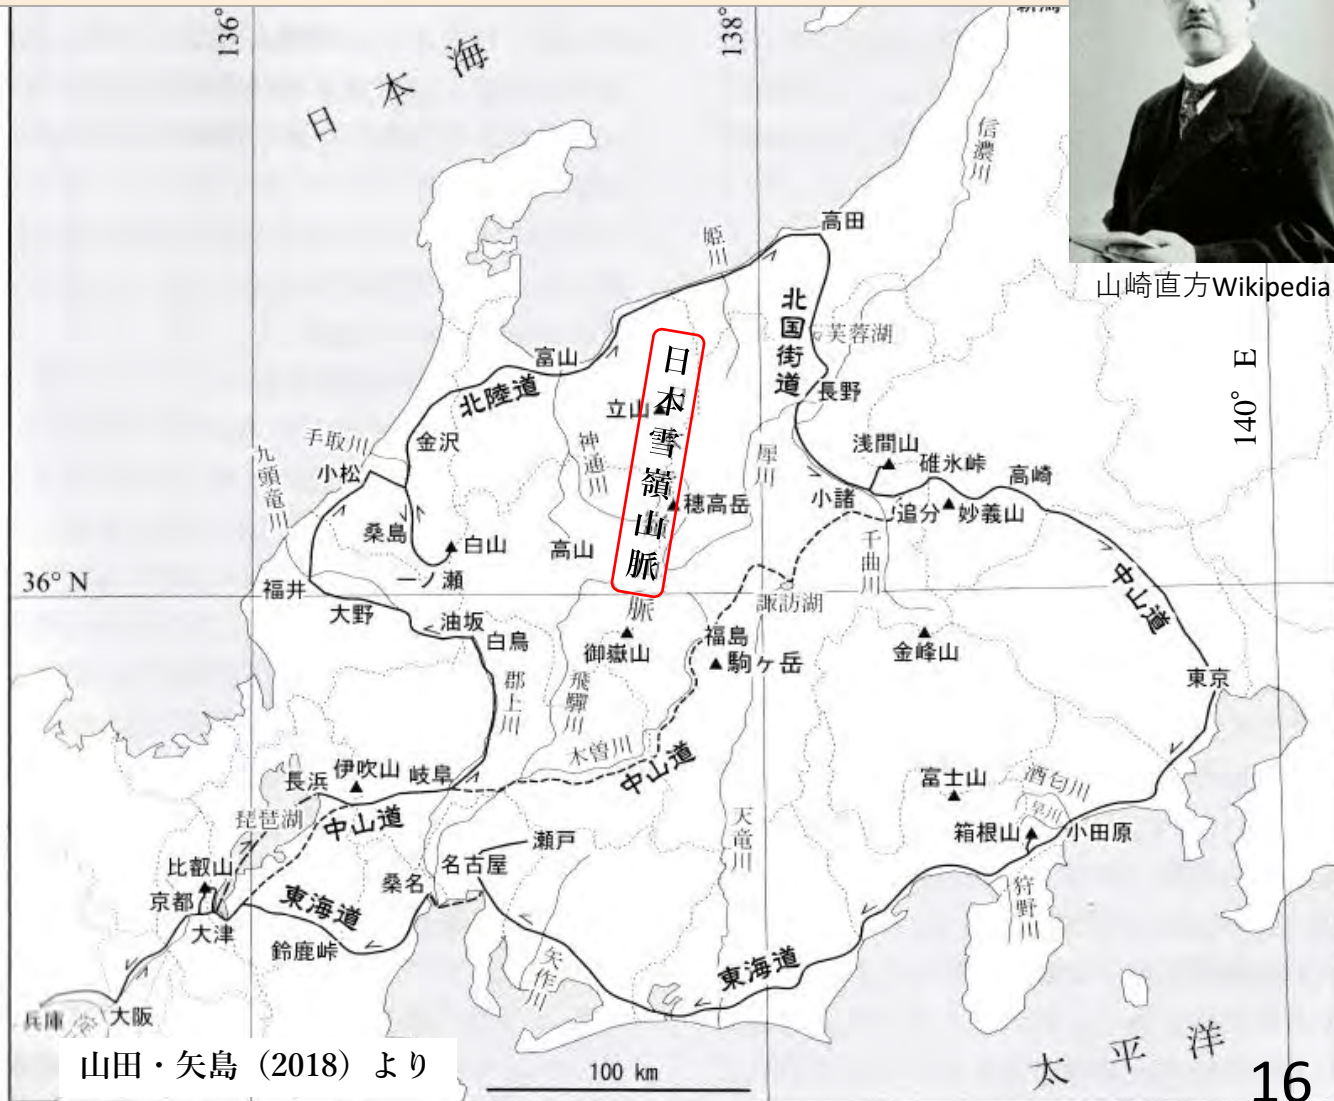 136°
138°
日本海
信濃川
高田
姫川
山崎直方Wikipedia
北国街道
芙蓉湖
富山
日本雪嶺山脈
140° E
長野
北陸道
立山
手取川
金沢
神通川
犀川
浅間山
碓氷峠
高崎
九頭竜川
小松
穂高岳
小諸
追分
妙義山
桑島
白山
高山
千曲川
36° N
福井
一ノ瀬
中山道
大野
脈
諏訪湖
油坂
白鳥
御嶽山
福島
駒ヶ岳
金峰山
東京
郡上川
飛驒川
木曽川
中山道
長浜
伊吹山
岐阜
富士山
酒匂川
早川
琵琶湖
中山道
瀬戸
天竜川
箱根山
小田原
比叡山
名古屋
京都
東海道
桑名
狩野川
大津
鈴鹿峠
矢作川
東海道
兵庫
大阪
太平洋
山田・矢島（2018）より
100 km
16